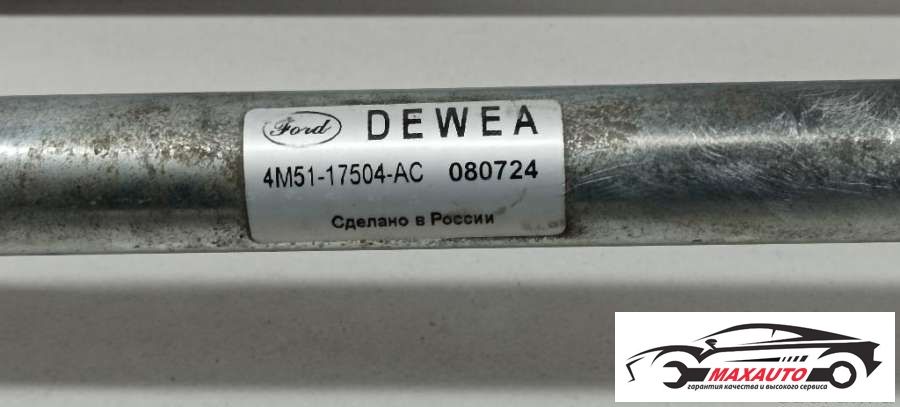 Ford DEWEA
4M51-17504-AC 080724
Сделано в России
MAXAUTO
гарантия качества и высокого сервиса